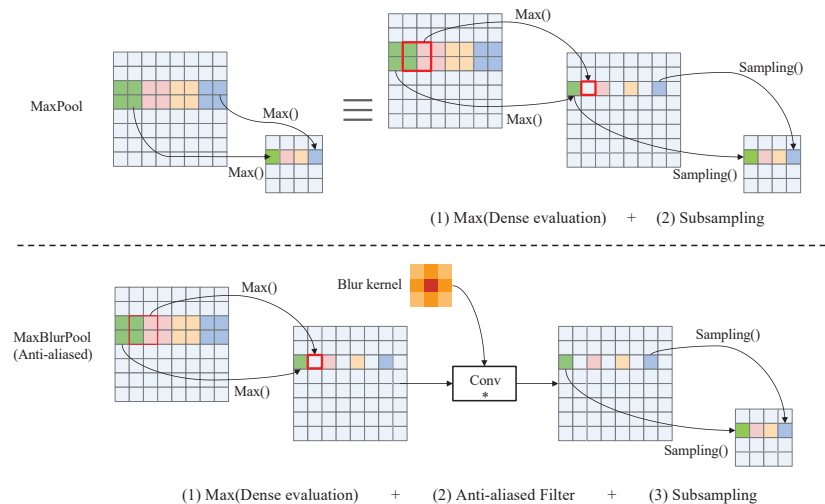 Max()
Sampling()
MaxPool
Max()
Max()
Max()
Sampling()
(1) Max(Dense evaluation) + (2) Subsampling
Blur kernel
Max()
MaxBlurPool
(Anti-aliased)
Sampling()
Conv
*
Max()
Sampling()
(1) Max(Dense evaluation) + (2) Anti-aliased Filter + (3) Subsampling